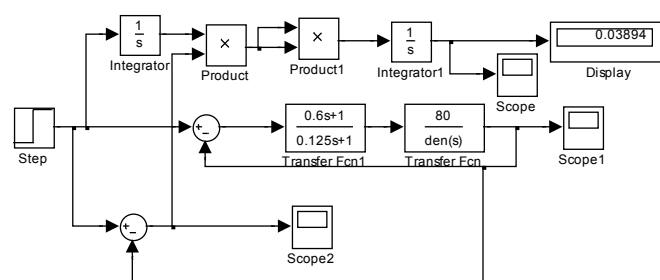 1
s
Integrator
×
Product
×
Product1
1
s
Integrator1
0.03894
Display
Scope
Step
+
−
0.6s+1
0.125s+1
Transfer Fcn1
80
den(s)
Transfer Fcn
Scope1
+
−
Scope2